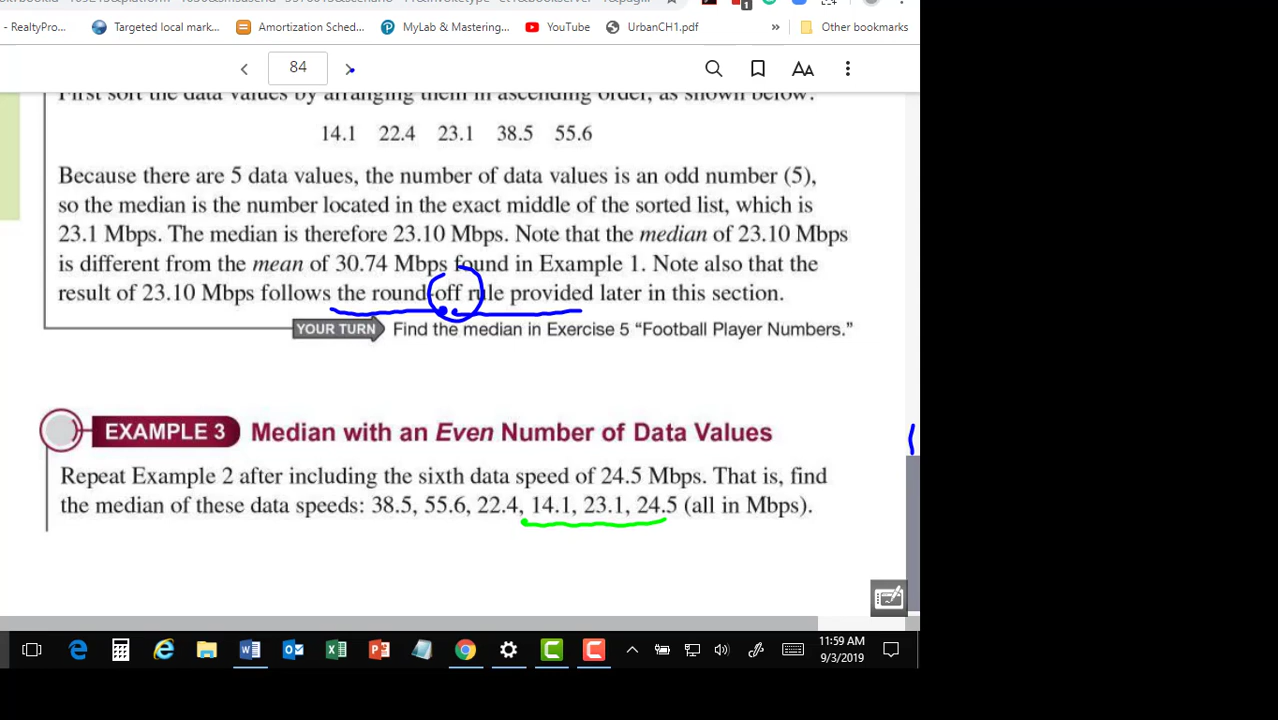 - RealtyPro... Targeted local mark... Amortization Sched... MyLab & Mastering... YouTube UrbanCH1.pdf » Other bookmarks
84
First sort the data values by arranging them in ascending order, as shown below:
14.1 22.4 23.1 38.5 55.6
Because there are 5 data values, the number of data values is an odd number (5),
so the median is the number located in the exact middle of the sorted list, which is
23.1 Mbps. The median is therefore 23.10 Mbps. Note that the median of 23.10 Mbps
is different from the mean of 30.74 Mbps found in Example 1. Note also that the
result of 23.10 Mbps follows the round-off rule provided later in this section.
YOUR TURN Find the median in Exercise 5 “Football Player Numbers.”
EXAMPLE 3 Median with an Even Number of Data Values
Repeat Example 2 after including the sixth data speed of 24.5 Mbps. That is, find
the median of these data speeds: 38.5, 55.6, 22.4, 14.1, 23.1, 24.5 (all in Mbps).
11:59 AM
9/3/2019